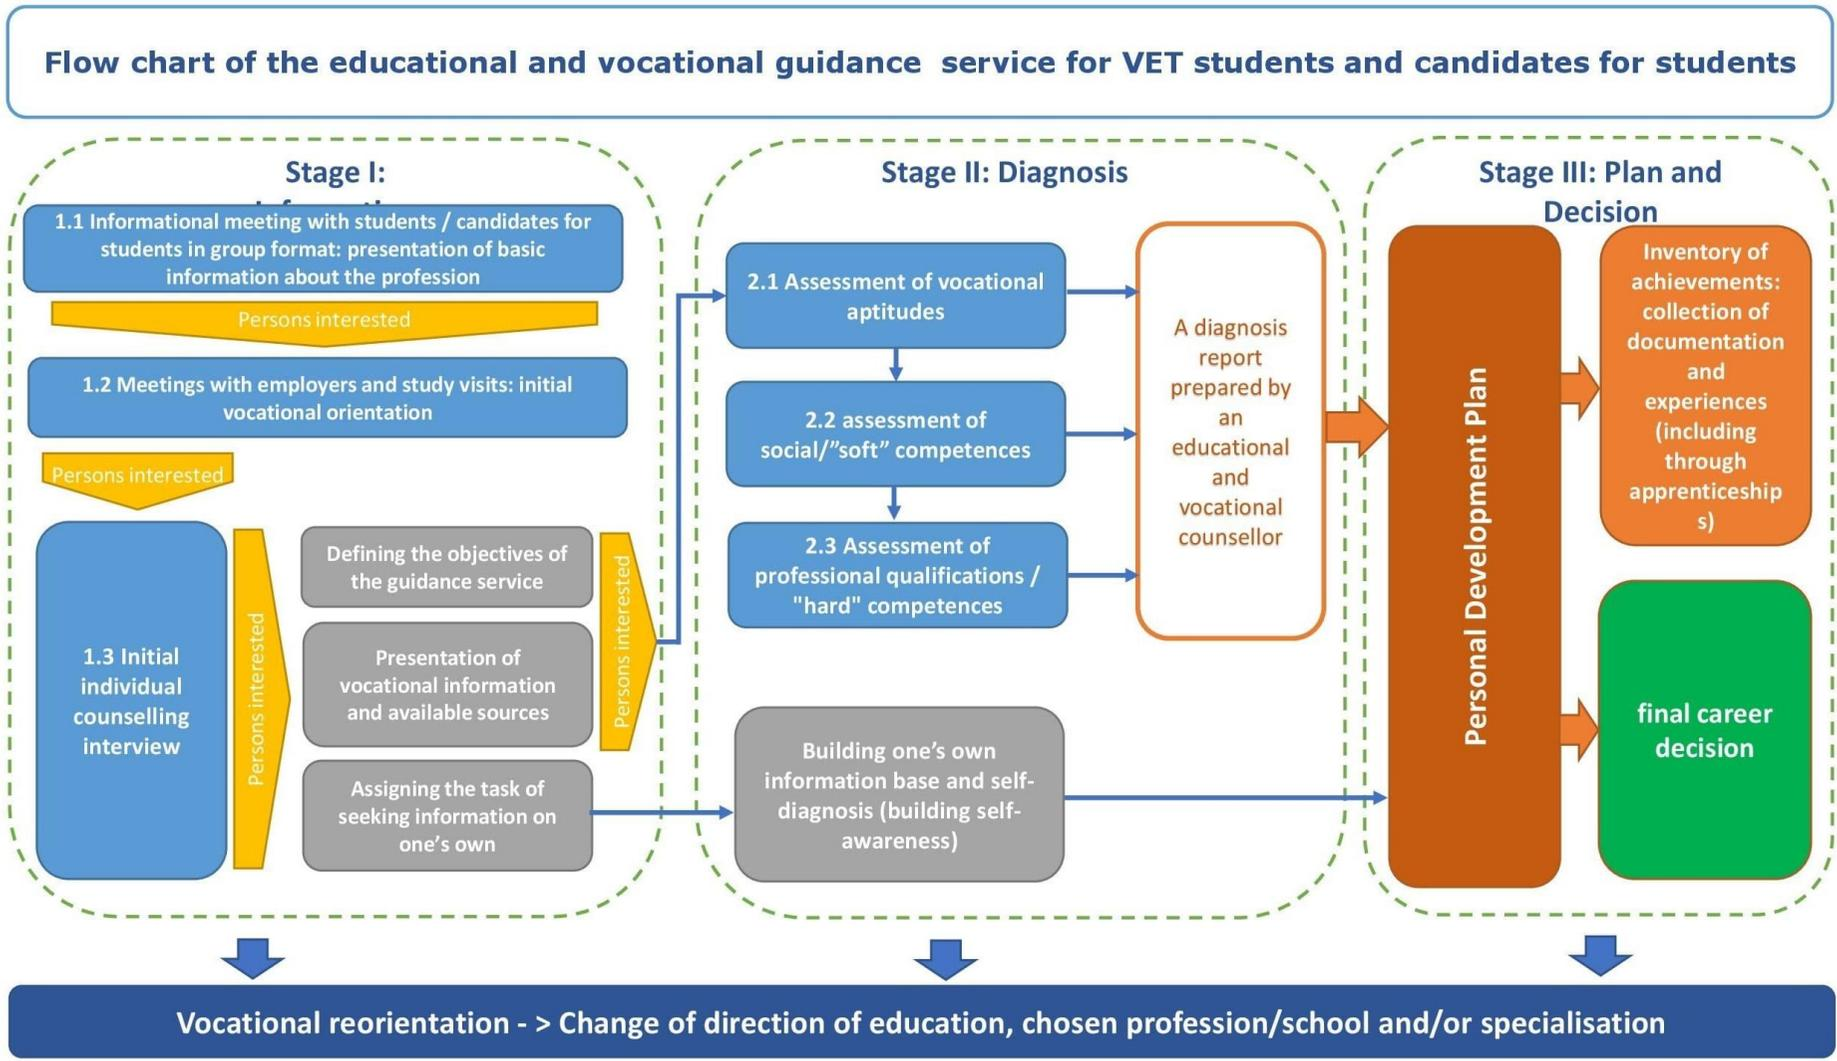 Flow chart of the educational and vocational guidance service for VET students and candidates for students
Stage I:
1.1 Informational meeting with students / candidates for
students in group format: presentation of basic
information about the profession
Persons interested
1.2 Meetings with employers and study visits: initial
vocational orientation
Persons interested
1.3 Initial
individual
counselling
interview
Persons interested
Defining the objectives of
the guidance service
Presentation of
vocational information
and available sources
Assigning the task of
seeking information on
one’s own
Persons interested
Stage II: Diagnosis
2.1 Assessment of vocational
aptitudes
2.2 assessment of
social/”soft” competences
2.3 Assessment of
professional qualifications /
"hard" competences
Building one’s own
information base and self-
diagnosis (building self-
awareness)
A diagnosis
report
prepared by
an
educational
and
vocational
counsellor
Stage III: Plan and
Decision
Personal Development Plan
Inventory of
achievements:
collection of
documentation
and
experiences
(including
through
apprenticeship
s)
final career
decision
Vocational reorientation - > Change of direction of education, chosen profession/school and/or specialisation